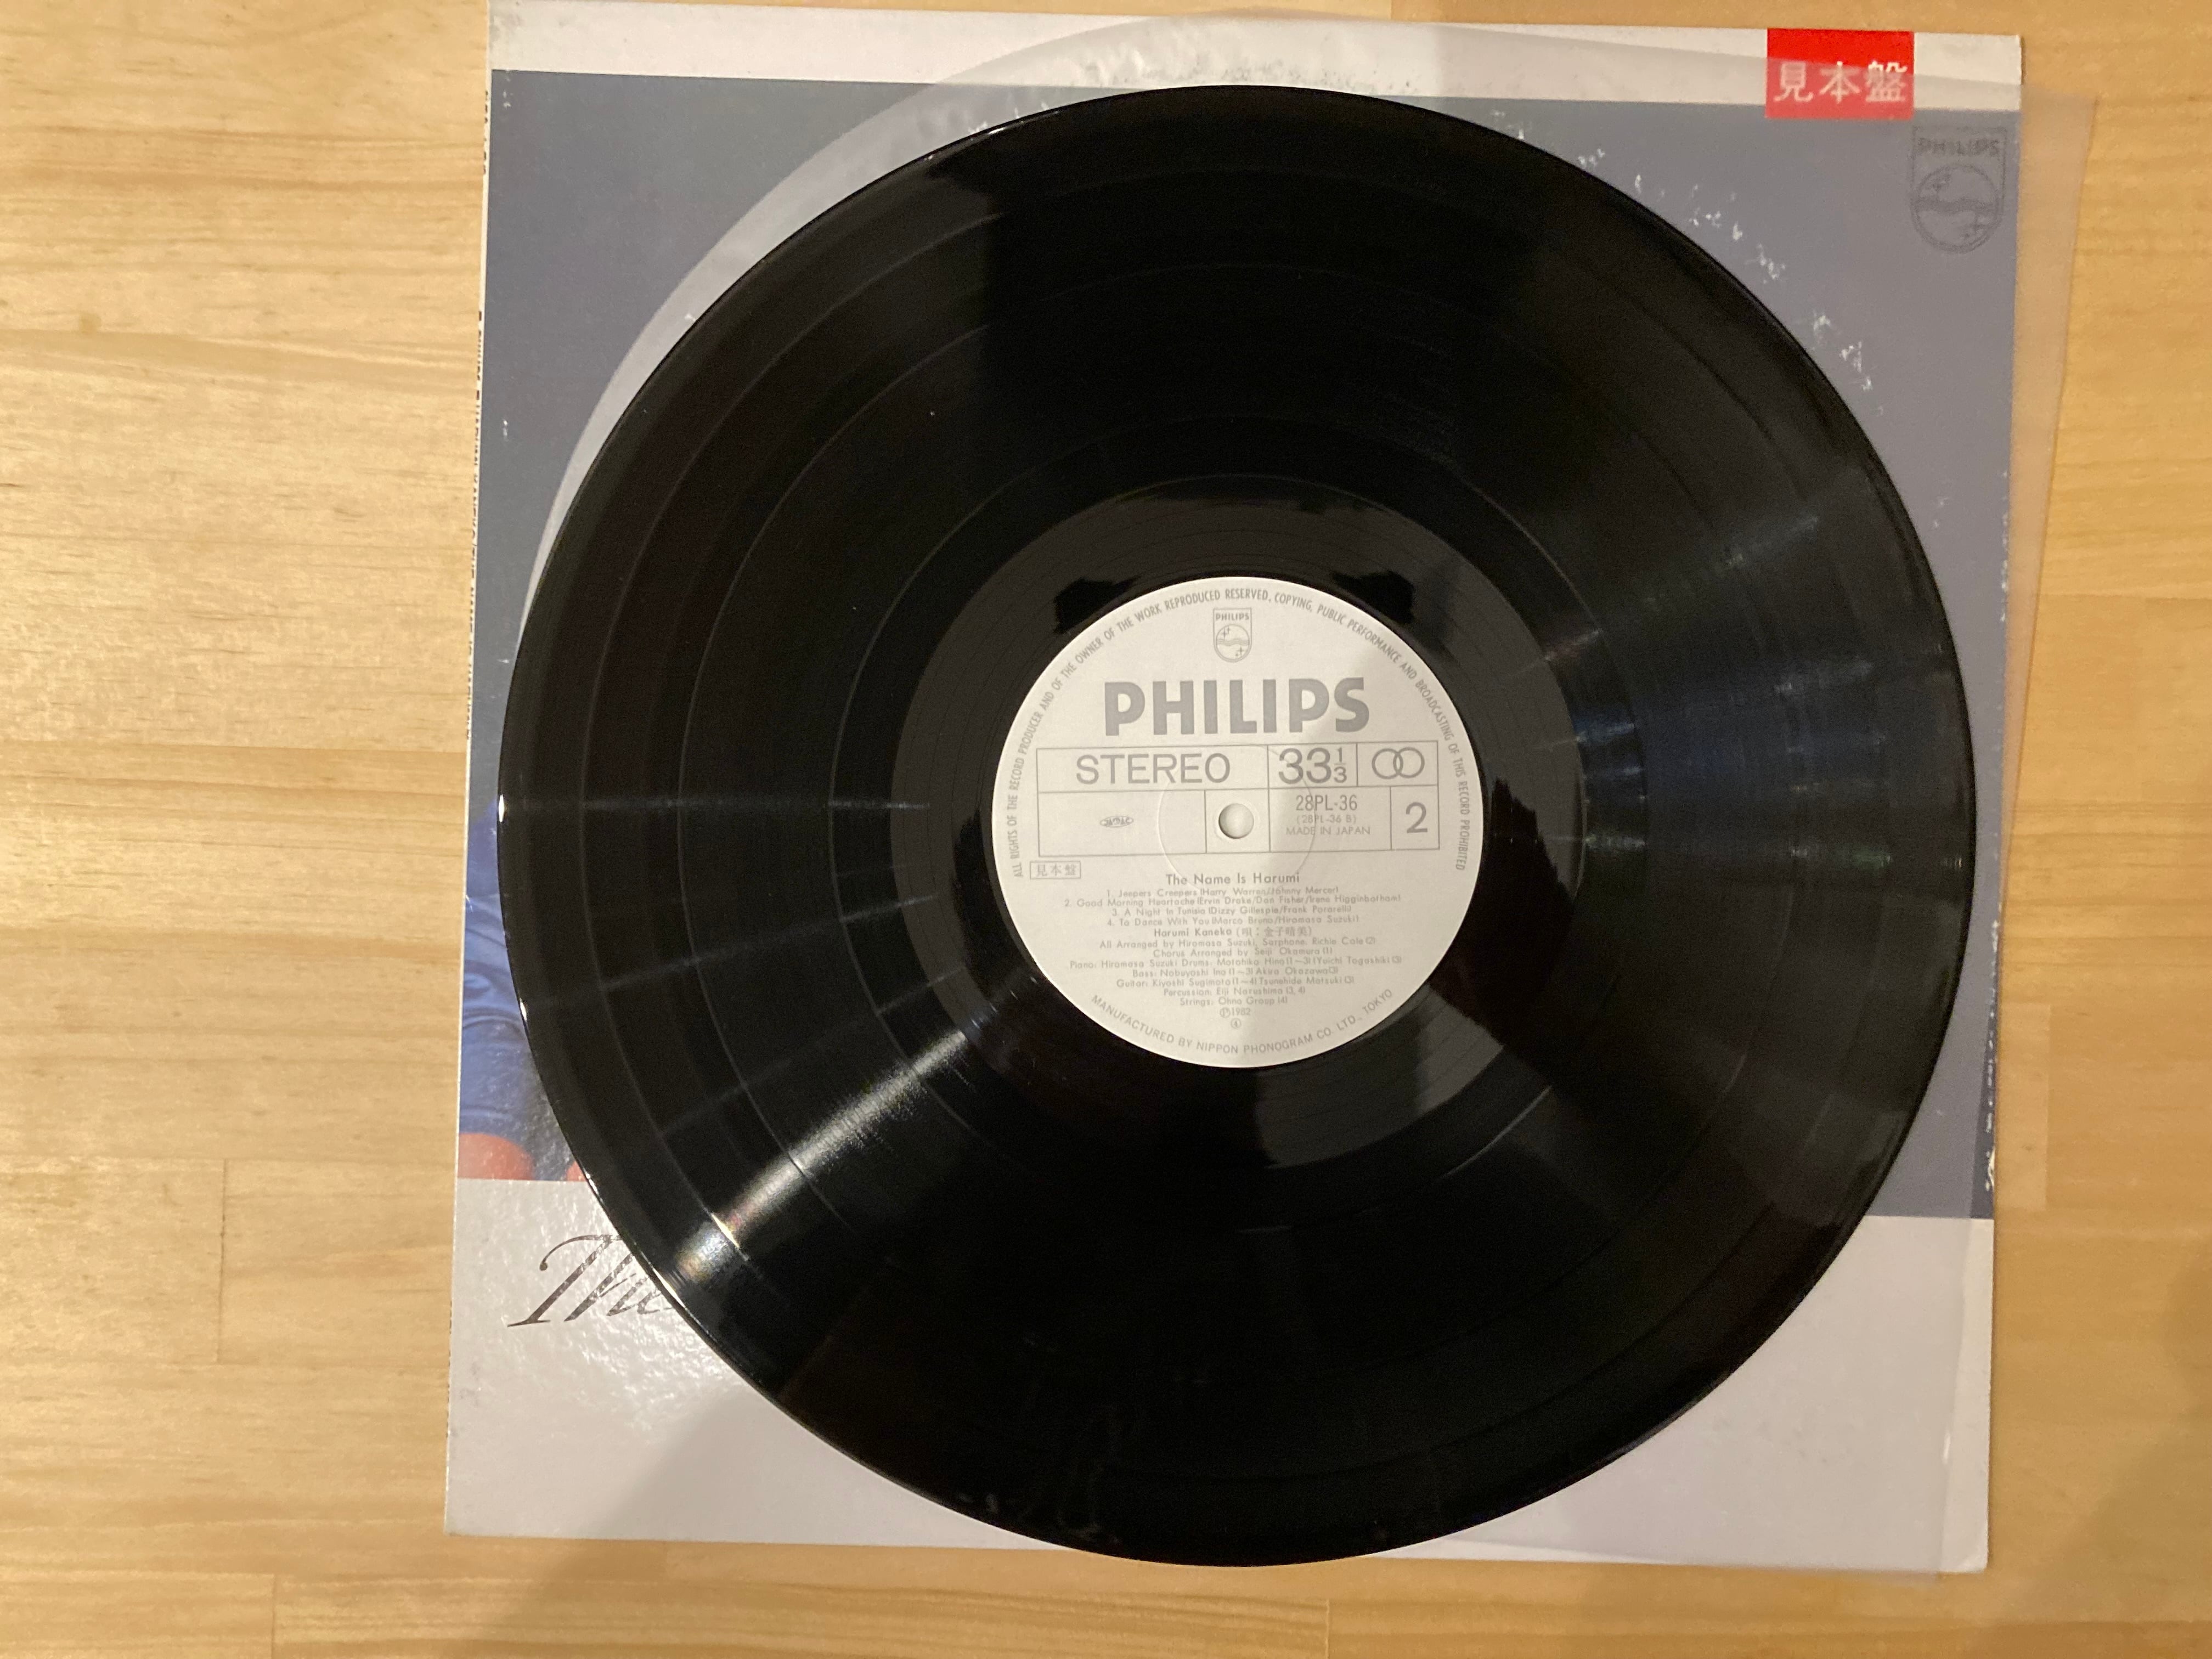 見本盤
PHILIPS
The
ALL RIGHTS OF THE RECORD PRODUCER AND OF THE OWNER OF THE WORK REPRODUCED RESERVED. COPYING, PUBLIC PERFORMANCE AND BROADCASTING OF THIS RECORD PROHIBITED
PHILIPS
PHILIPS
STEREO 33 1/3
28PL-36
(28PL-36 B)
MADE IN JAPAN
2
見本盤
The Name Is Harumi
1. Jeepers Creepers (Harry Warren/Johnny Mercer)
2. Good Morning Heartache (Ervin Drake/Dan Fisher/Irene Higginbotham)
3. A Night In Tunisia (Dizzy Gillespie/Frank Paparelli)
4. To Dance With You (Marco Bruno/Hiromasa Suzuki)
Harumi Kaneko (唄：金子晴美)
All Arranged by Hiromasa Suzuki, Saxphone: Richie Cole (2)
Chorus Arranged by Seiji Okamura (1)
Piano: Hiromasa Suzuki Drums: Motohiko Hino (1~3) (Yuichi Togashiki (3)
Bass: Nobuyoshi Ino (1~3) Akira Okazawa (3)
Guitar: Kiyoshi Sugimoto (1~4) Tsunehide Matsuki (3)
Percussion: Eiji Narushima (3, 4)
Strings: Ohno Group (4)
Ⓟ1982
MANUFACTURED BY NIPPON PHONOGRAM CO. LTD., TOKYO